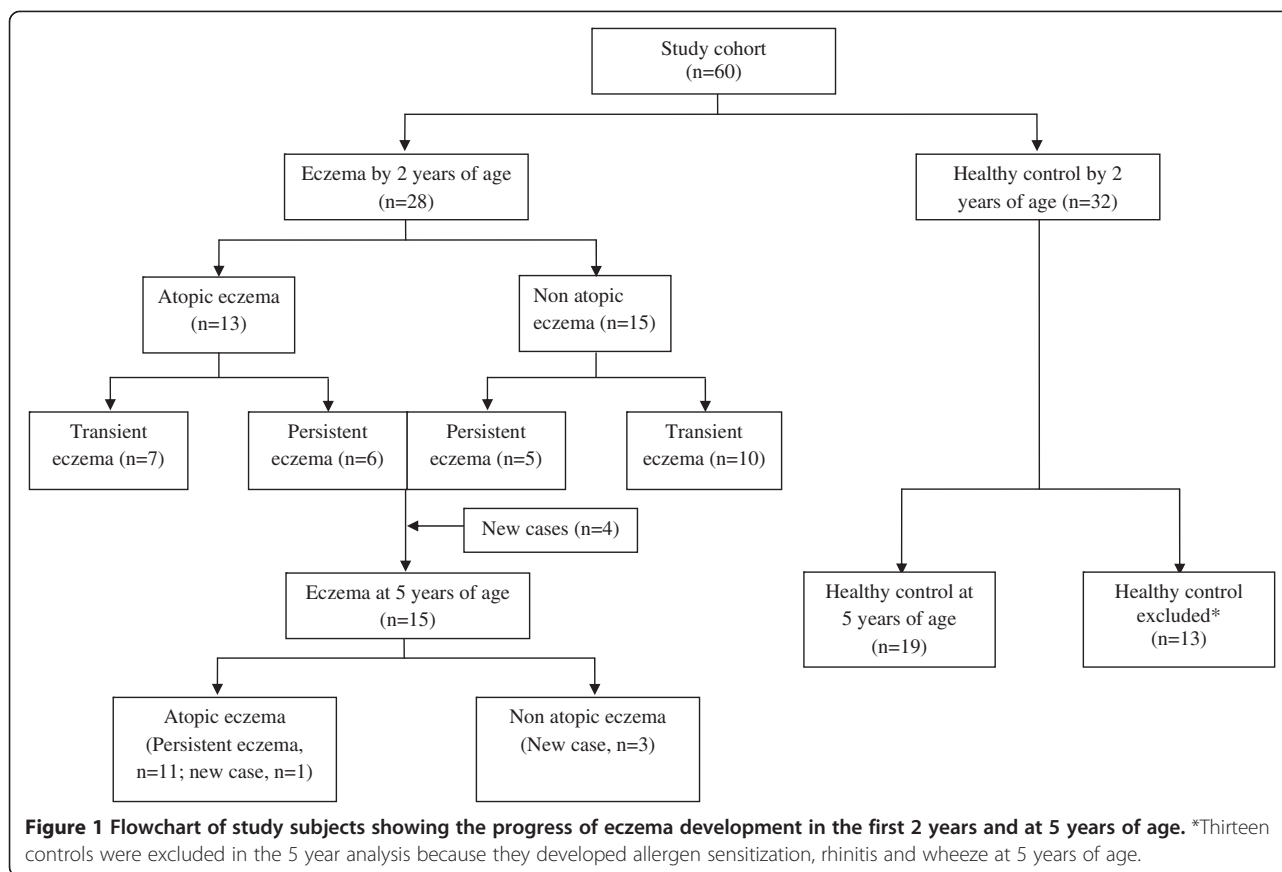 Study cohort
(n=60)
Eczema by 2 years of age
(n=28)
Healthy control by 2
years of age (n=32)
Atopic eczema
(n=13)
Non atopic
eczema (n=15)
Transient
eczema (n=7)
Persistent
eczema (n=6)
Persistent
eczema (n=5)
Transient
eczema (n=10)
New cases (n=4)
Eczema at 5 years of age
(n=15)
Healthy control at
5 years of age
(n=19)
Healthy control
excluded*
(n=13)
Atopic eczema
(Persistent eczema,
n=11; new case, n=1)
Non atopic eczema
(New case, n=3)
Figure 1 Flowchart of study subjects showing the progress of eczema development in the first 2 years and at 5 years of age. *Thirteen
controls were excluded in the 5 year analysis because they developed allergen sensitization, rhinitis and wheeze at 5 years of age.